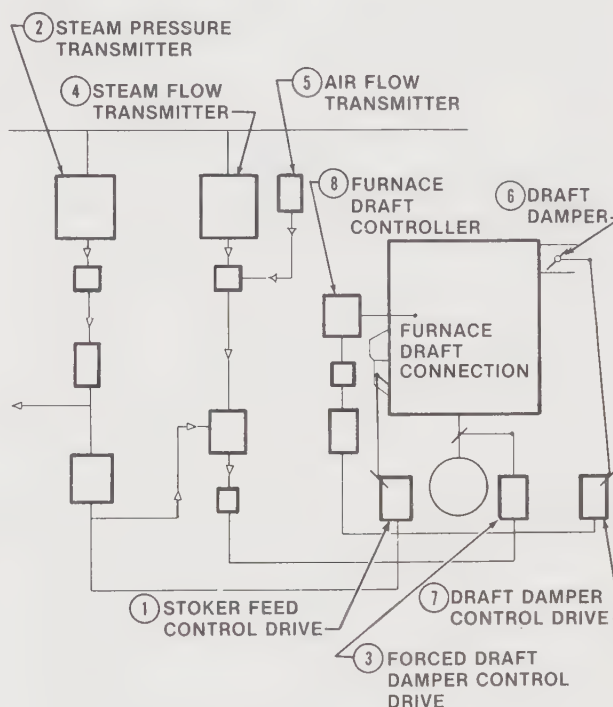 2 STEAM PRESSURE
TRANSMITTER
4 STEAM FLOW
TRANSMITTER
5 AIR FLOW
TRANSMITTER
8 FURNACE
DRAFT
CONTROLLER
6 DRAFT
DAMPER
FURNACE
DRAFT
CONNECTION
1 STOKER FEED
CONTROL DRIVE
7 DRAFT DAMPER
CONTROL DRIVE
3 FORCED DRAFT
DAMPER CONTROL
DRIVE